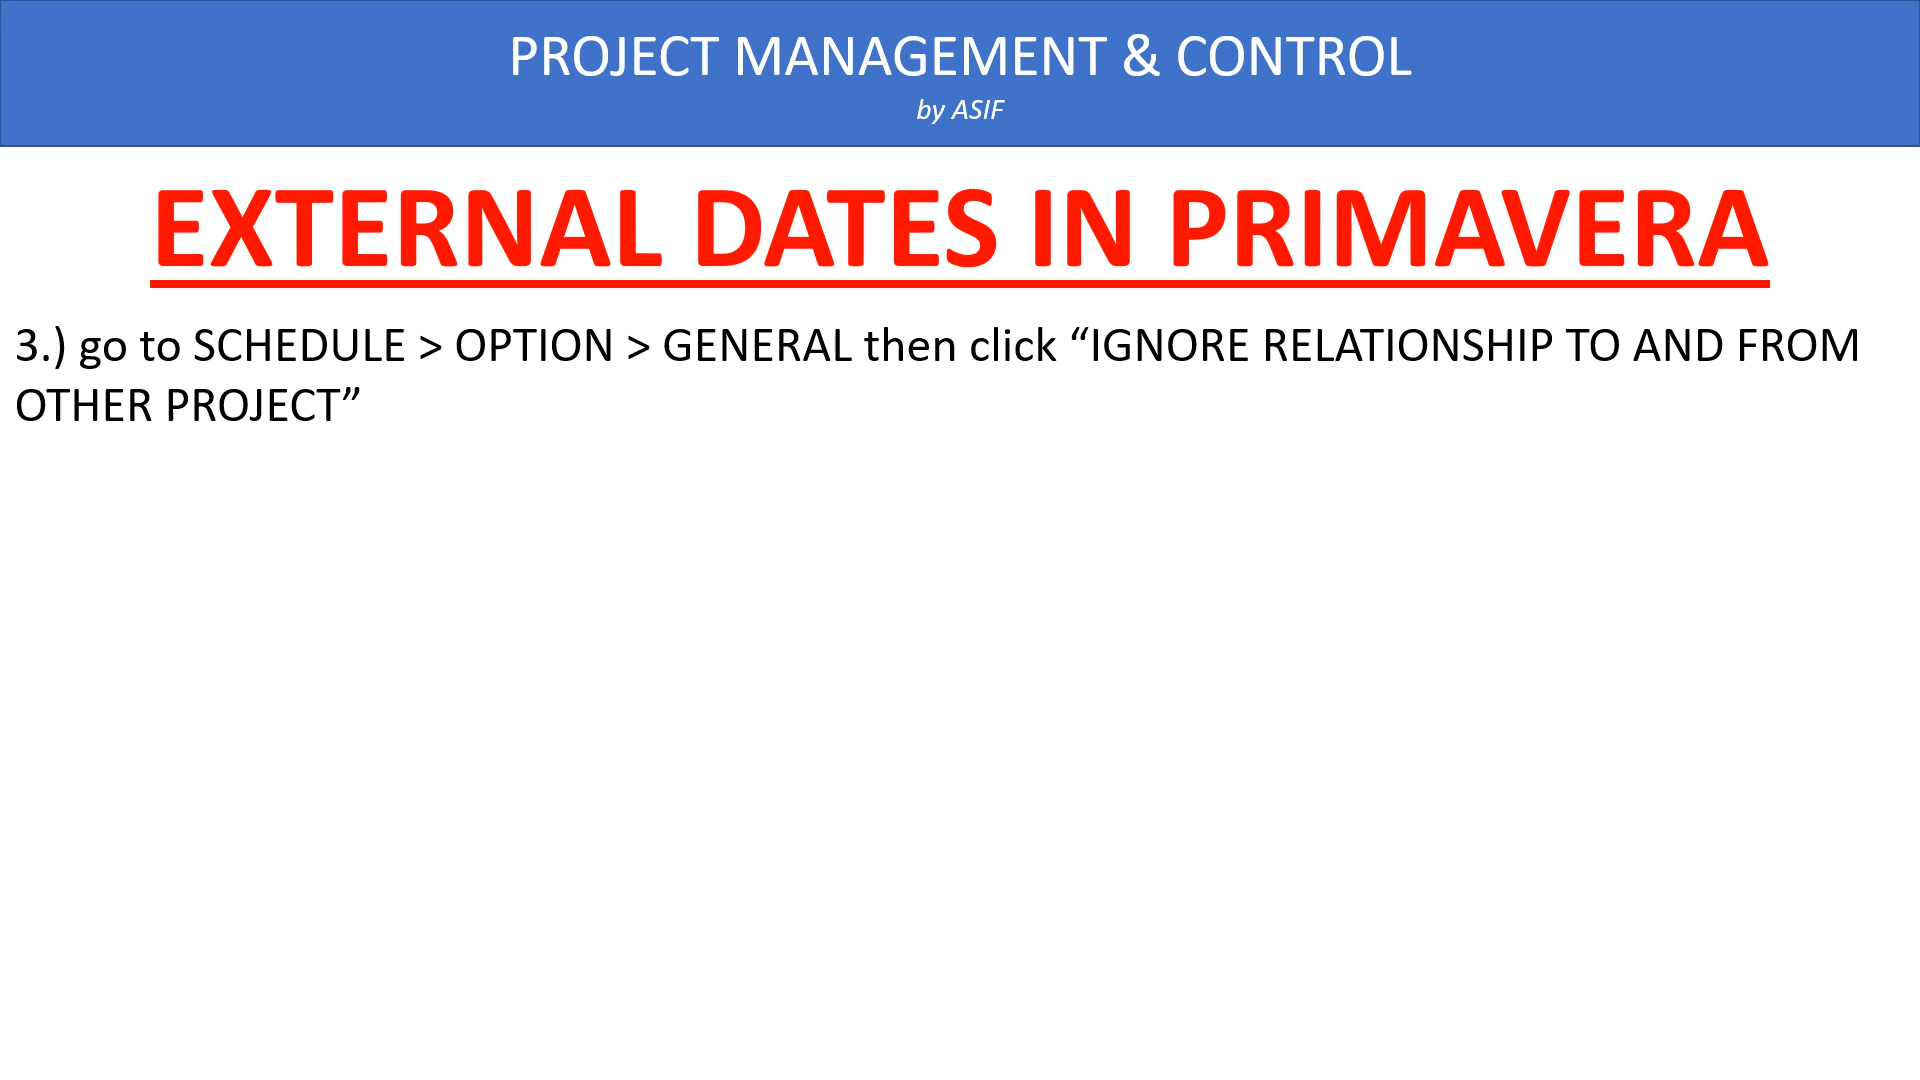 PROJECT MANAGEMENT & CONTROL
by ASIF
EXTERNAL DATES IN PRIMAVERA
3.) go to SCHEDULE > OPTION > GENERAL then click “IGNORE RELATIONSHIP TO AND FROM
OTHER PROJECT”